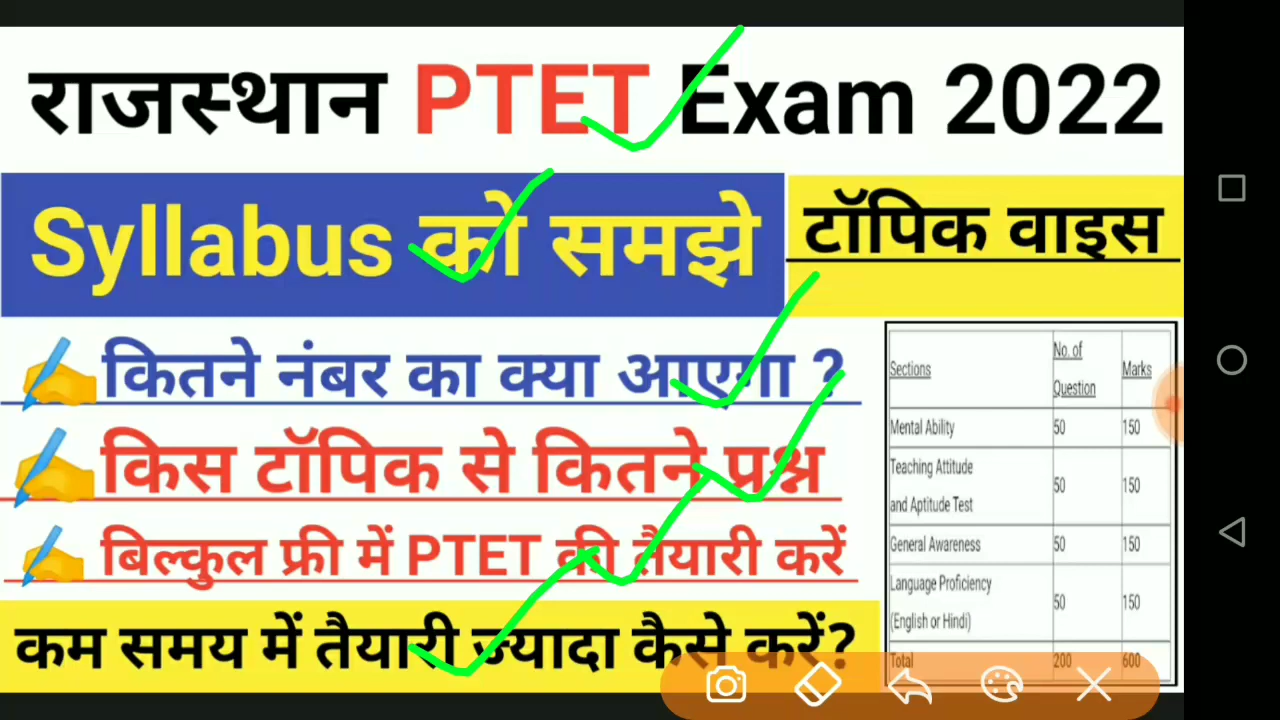 राजस्थान PTET Exam 2022
Syllabus को समझे
टॉपिक वाइस
✍️ कितने नंबर का क्या आएगा ?
✍️ किस टॉपिक से कितने प्रश्न
✍️ बिल्कुल फ्री में PTET की तैयारी करें
कम समय में तैयारी ज्यादा कैसे करें?
Sections No. of Question Marks
Mental Ability 50 150
Teaching Attitude and Aptitude Test 50 150
General Awareness 50 150
Language Proficiency (English or Hindi) 50 150
Total 200 600